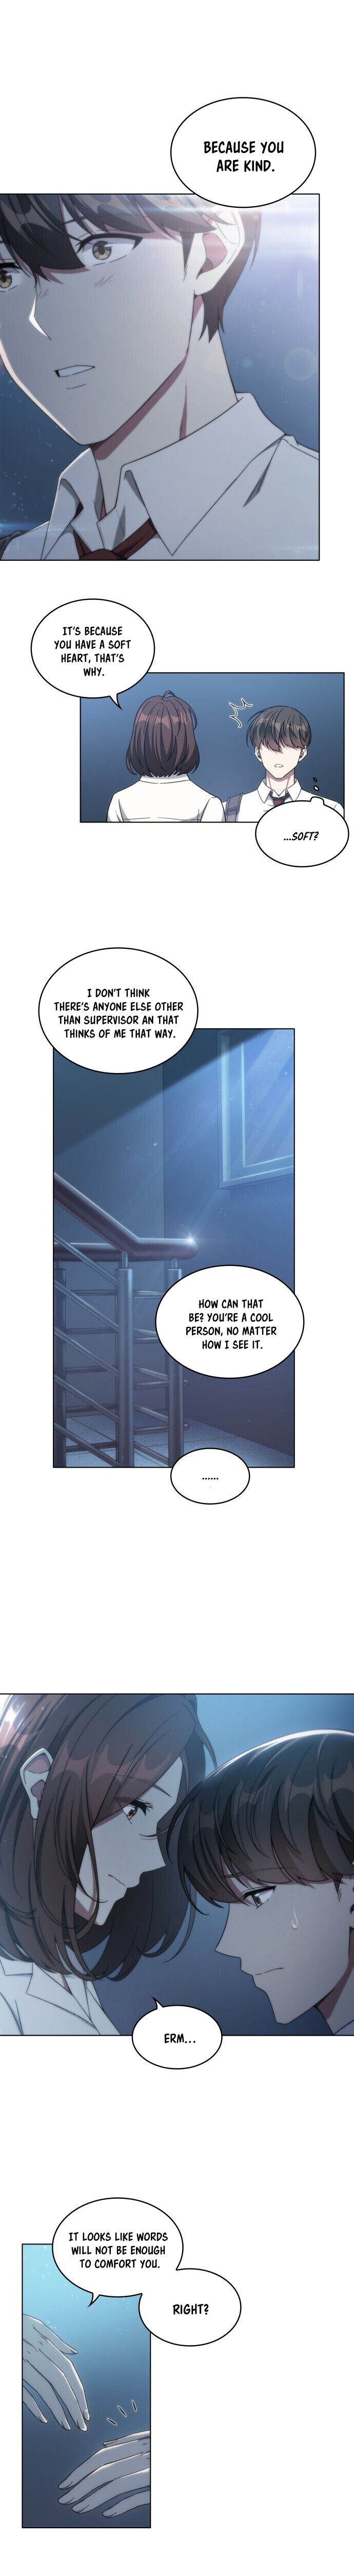 BECAUSE YOU
ARE KIND.
IT'S BECAUSE
YOU HAVE A SOFT
HEART, THAT'S
WHY.
...SOFT?
I DON'T THINK
THERE'S ANYONE ELSE OTHER
THAN SUPERVISOR AN THAT
THINKS OF ME THAT WAY.
HOW CAN THAT
BE? YOU'RE A COOL
PERSON, NO MATTER
HOW I SEE IT.
......
ERM...
IT LOOKS LIKE WORDS
WILL NOT BE ENOUGH
TO COMFORT YOU.
RIGHT?